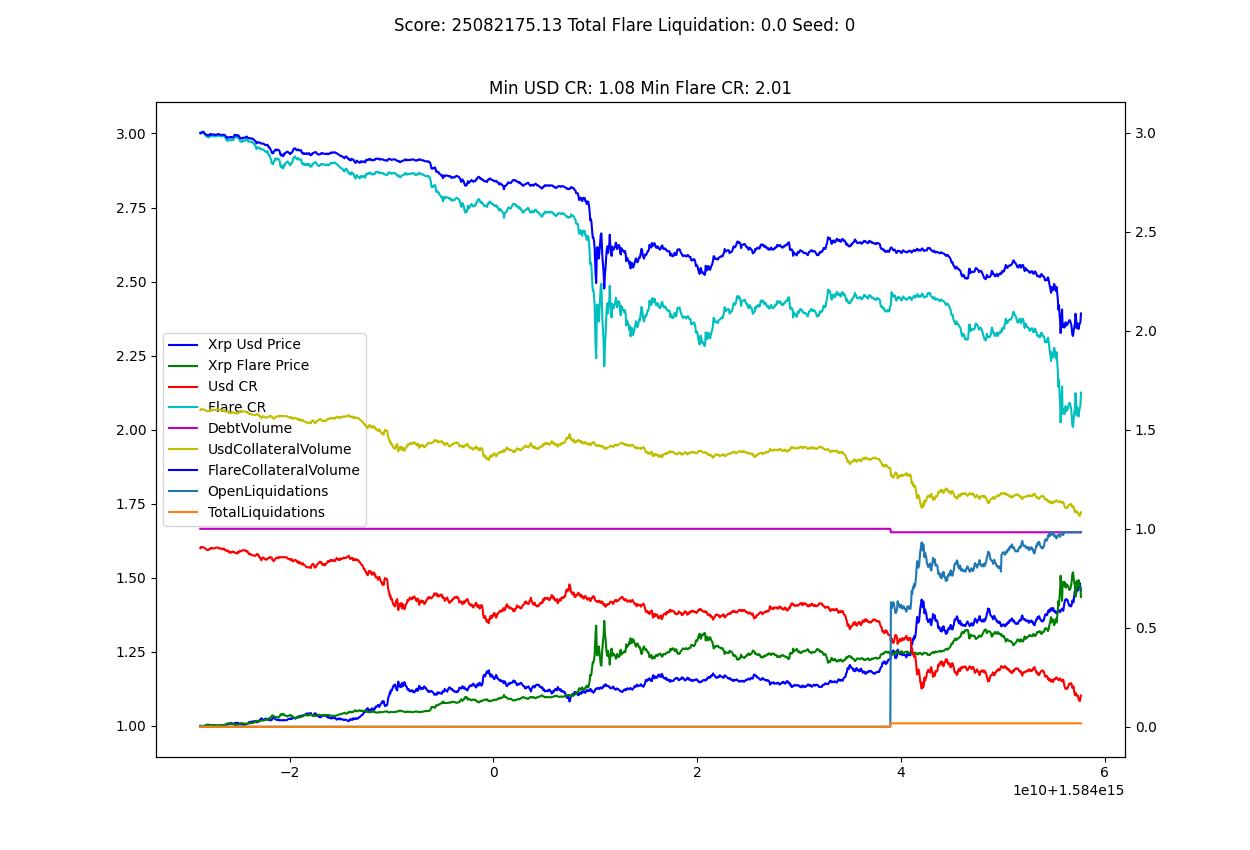 Score: 25082175.13 Total Flare Liquidation: 0.0 Seed: 0
Min USD CR: 1.08 Min Flare CR: 2.01
3.00
2.75
2.50
2.25
2.00
1.75
1.50
1.25
1.00
Xrp Usd Price
Xrp Flare Price
Usd CR
Flare CR
DebtVolume
UsdCollateralVolume
FlareCollateralVolume
OpenLiquidations
TotalLiquidations
3.0
2.5
2.0
1.5
1.0
0.5
0.0
−2 0 2 4 6
1e10+1.584e15